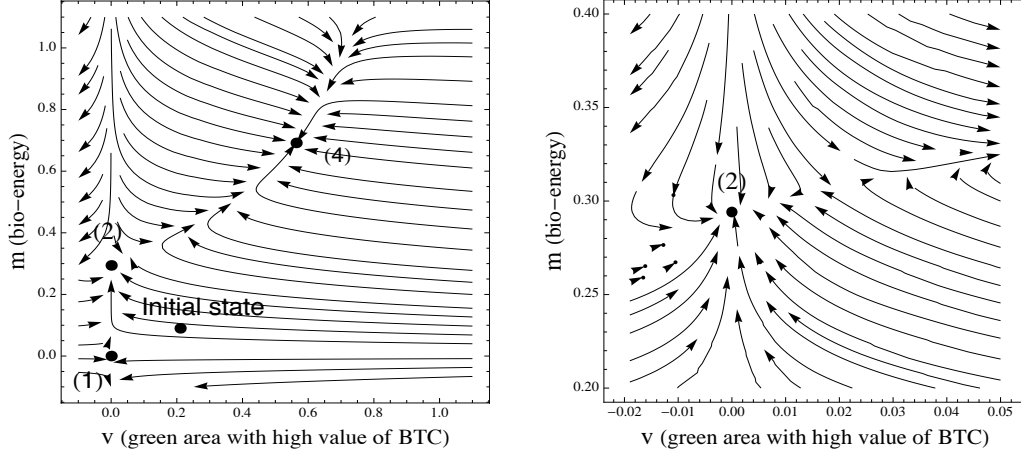 1.0
0.8
0.6
0.4
0.2
0.0
m (bio-energy)
(4)
(2)
Initial state
(1)
0.0 0.2 0.4 0.6 0.8 1.0
v (green area with high value of BTC)
0.40
0.35
0.30
0.25
0.20
m (bio-energy)
(2)
−0.02 −0.01 0.00 0.01 0.02 0.03 0.04 0.05
v (green area with high value of BTC)